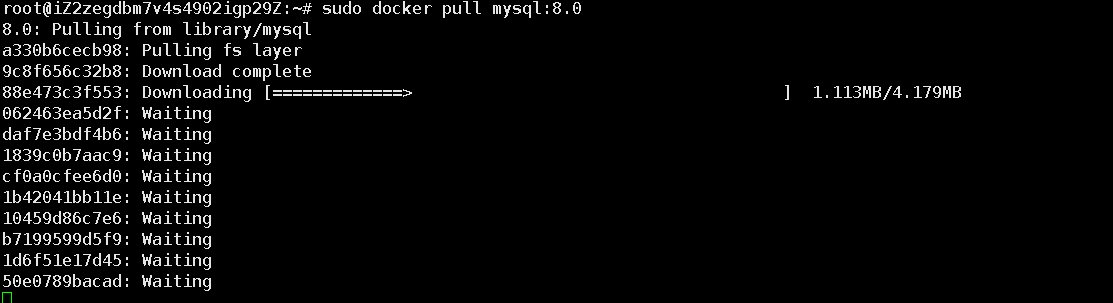 root@iZ2zegdbm7v4s4902igp29Z:~# sudo docker pull mysql:8.0
8.0: Pulling from library/mysql
a330b6cecb98: Pulling fs layer
9c8f656c32b8: Download complete
88e473c3f553: Downloading [=============>                                     ]  1.113MB/4.179MB
062463ea5d2f: Waiting
daf7e3bdf4b6: Waiting
1839c0b7aac9: Waiting
cf0a0cfee6d0: Waiting
1b42041bb11e: Waiting
10459d86c7e6: Waiting
b7199599d5f9: Waiting
1d6f51e17d45: Waiting
50e0789bacad: Waiting